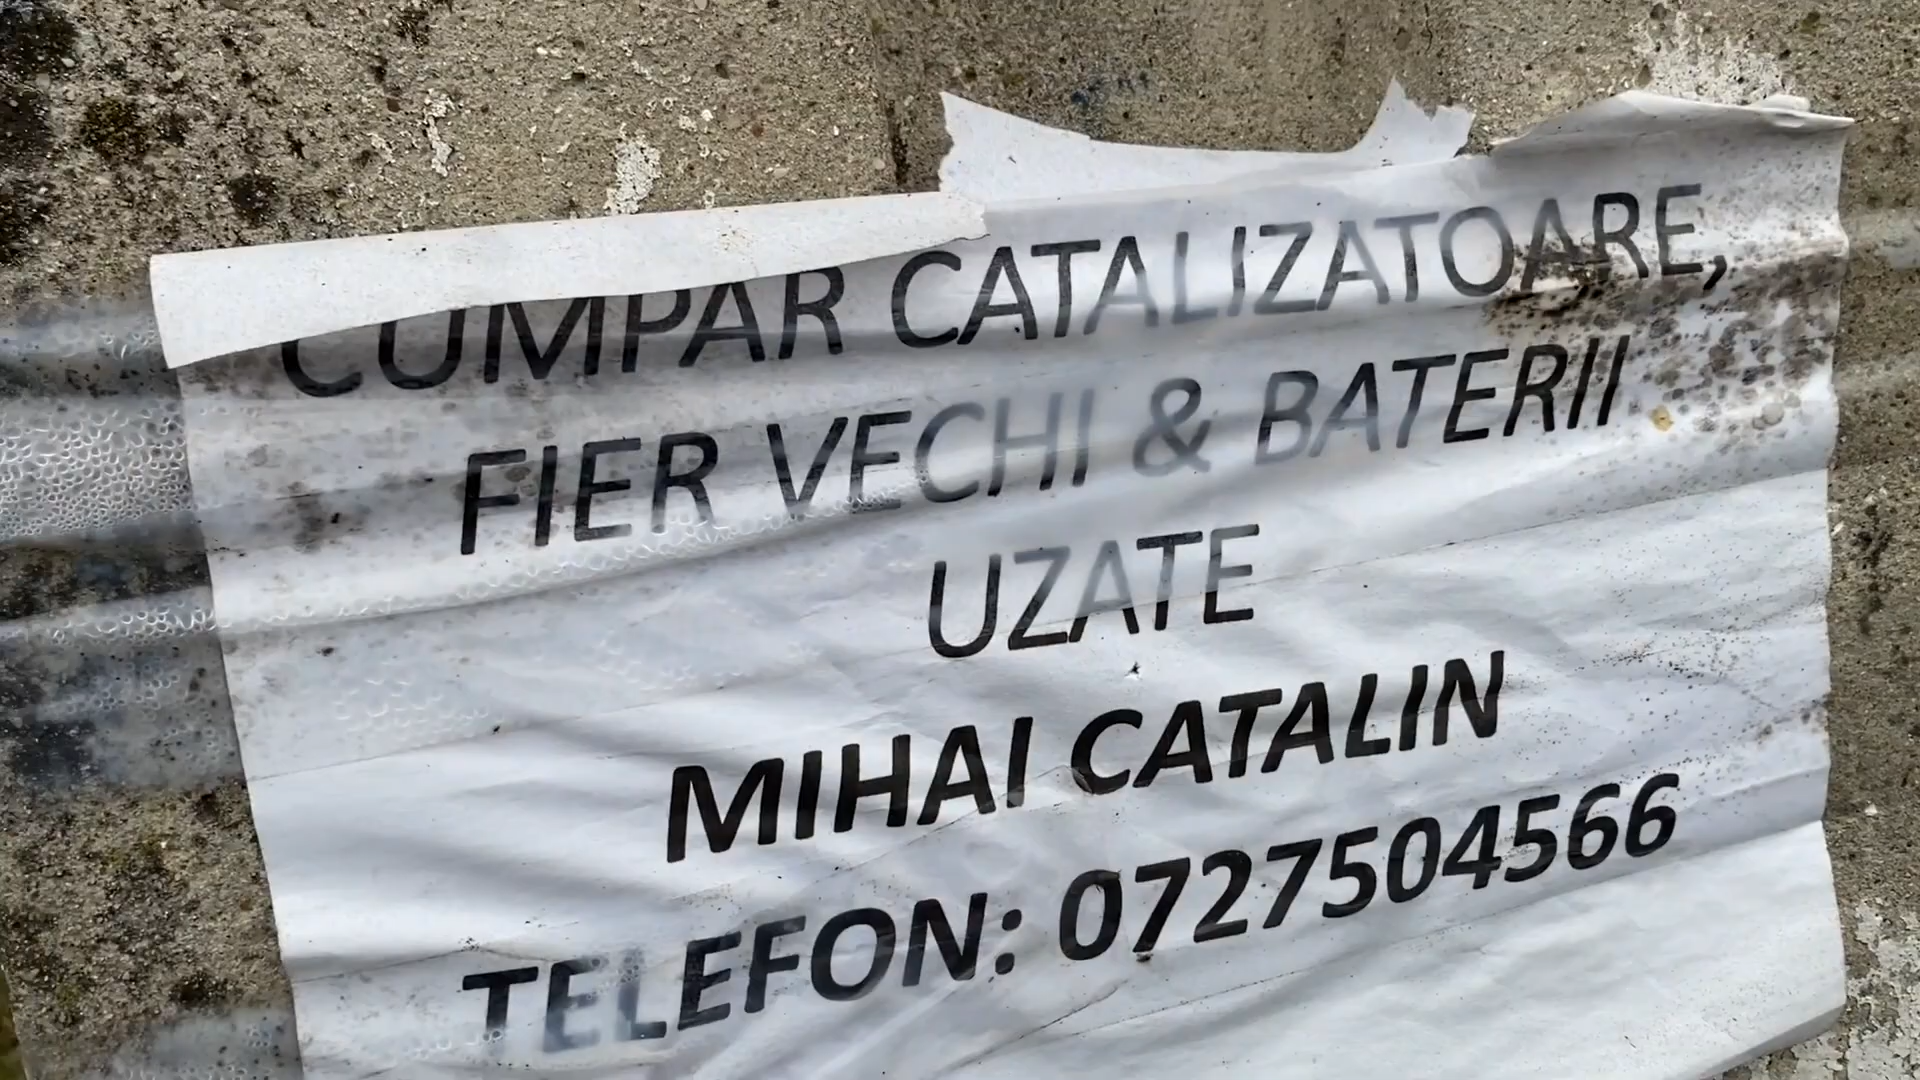 CUMPAR CATALIZATOARE,
FIER VECHI & BATERII
UZATE
MIHAI CATALIN
TELEFON: 0727504566